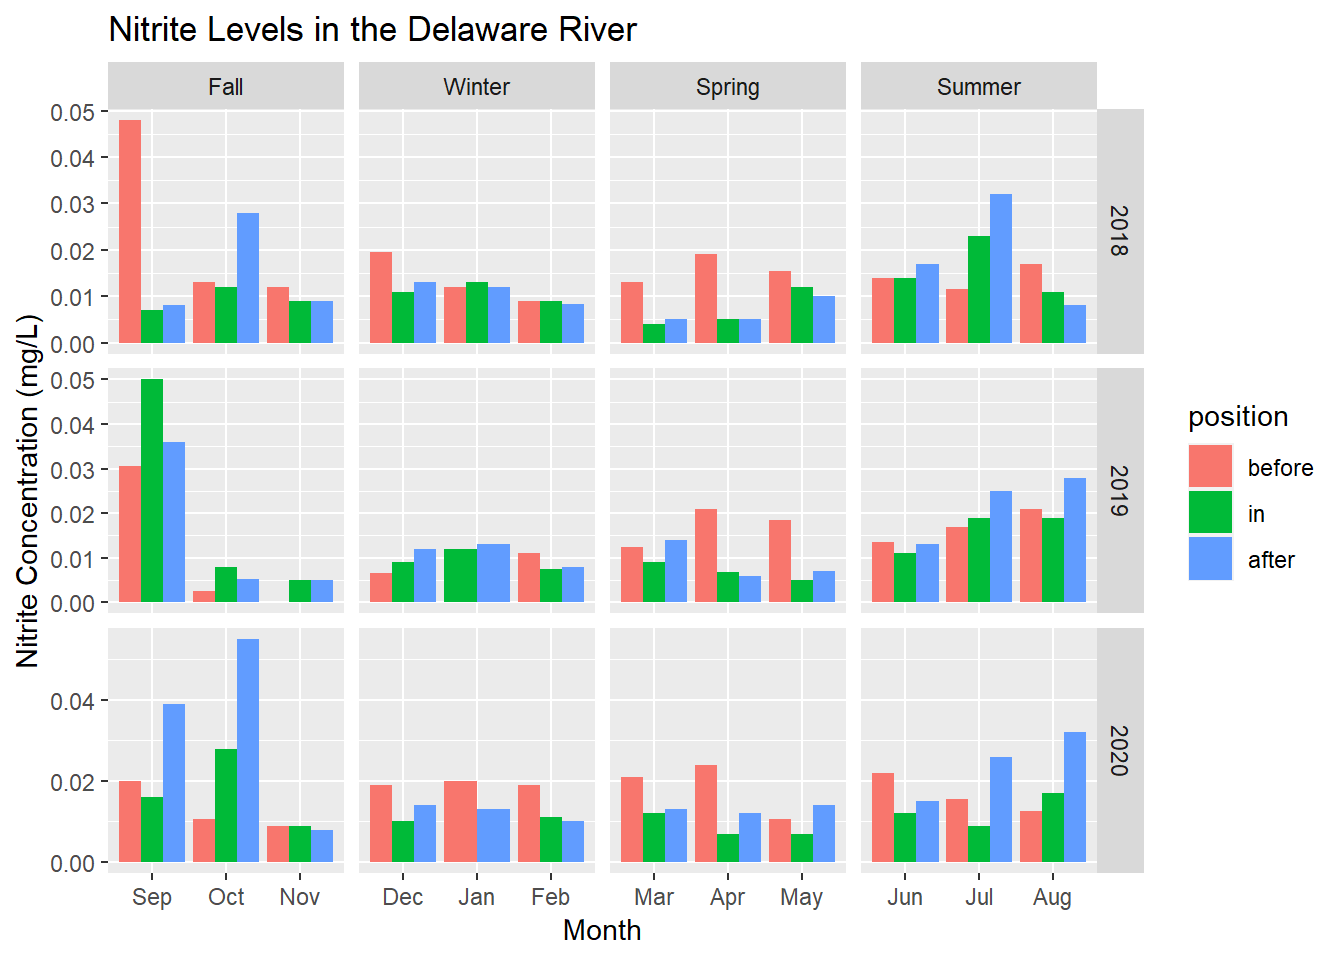 Nitrite Levels in the Delaware River
Fall Winter Spring Summer
0.05
0.04
0.03
0.02
0.01
0.00
2018
0.05
0.04
0.03
0.02
0.01
0.00
2019
0.04
0.02
0.00
2020
Sep Oct Nov Dec Jan Feb Mar Apr May Jun Jul Aug
Month
Nitrite Concentration (mg/L)
position
before
in
after